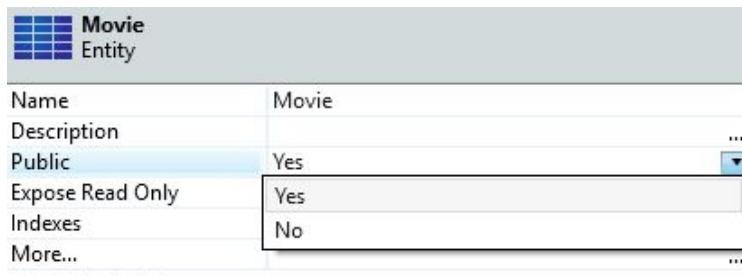 Movie
Entity
Name Movie
Description ...
Public Yes
Expose Read Only Yes
Indexes No
More... ...